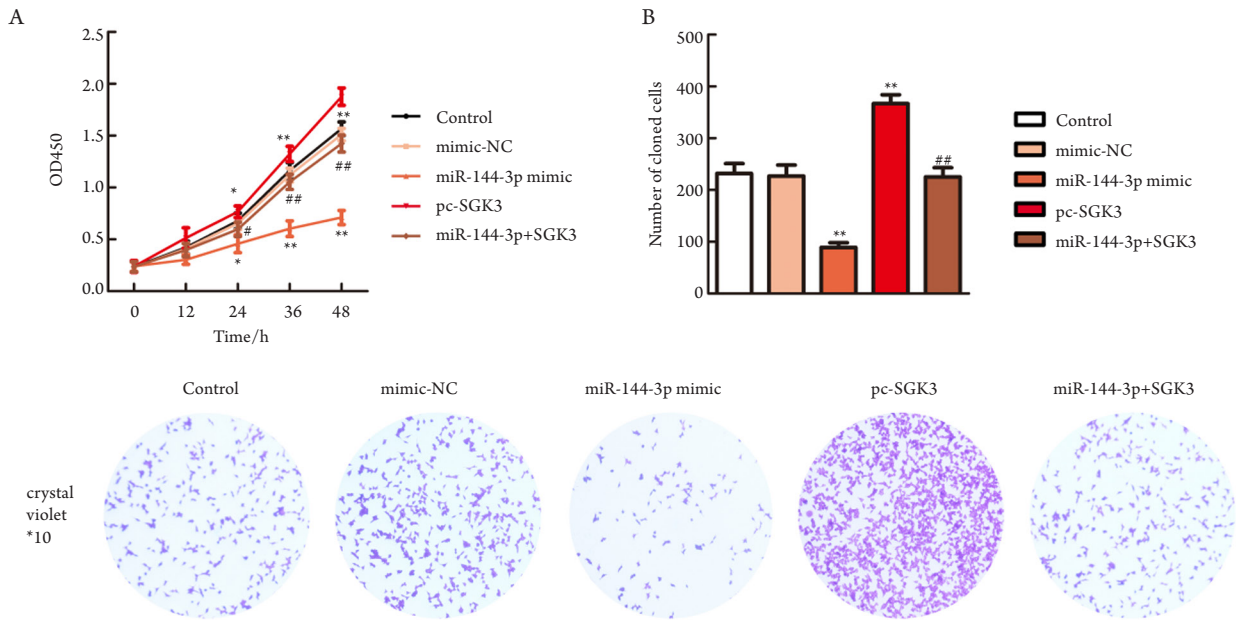 A
OD450
2.5
2.0
1.5
1.0
0.5
0.0
0
12
24
36
48
Time/h
*
**
**
#
##
##
*
**
**
Control
mimic-NC
miR-144-3p mimic
pc-SGK3
miR-144-3p+SGK3
B
Number of cloned cells
500
400
300
200
100
0
**
**
##
Control
mimic-NC
miR-144-3p mimic
pc-SGK3
miR-144-3p+SGK3
Control
mimic-NC
miR-144-3p mimic
pc-SGK3
miR-144-3p+SGK3
crystal
violet
*10